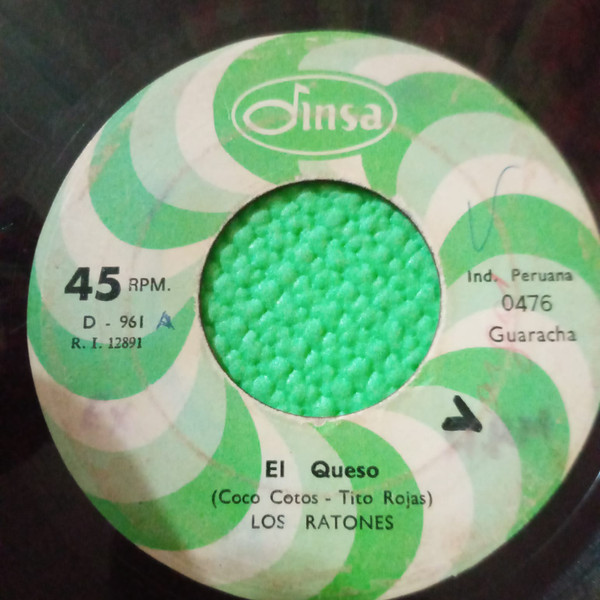 Dinsa
45 RPM.
D - 961 A
R. I. 12891
Ind. Peruana
0476
Guaracha
El Queso
(Coco Cotos - Tito Rojas)
LOS RATONES